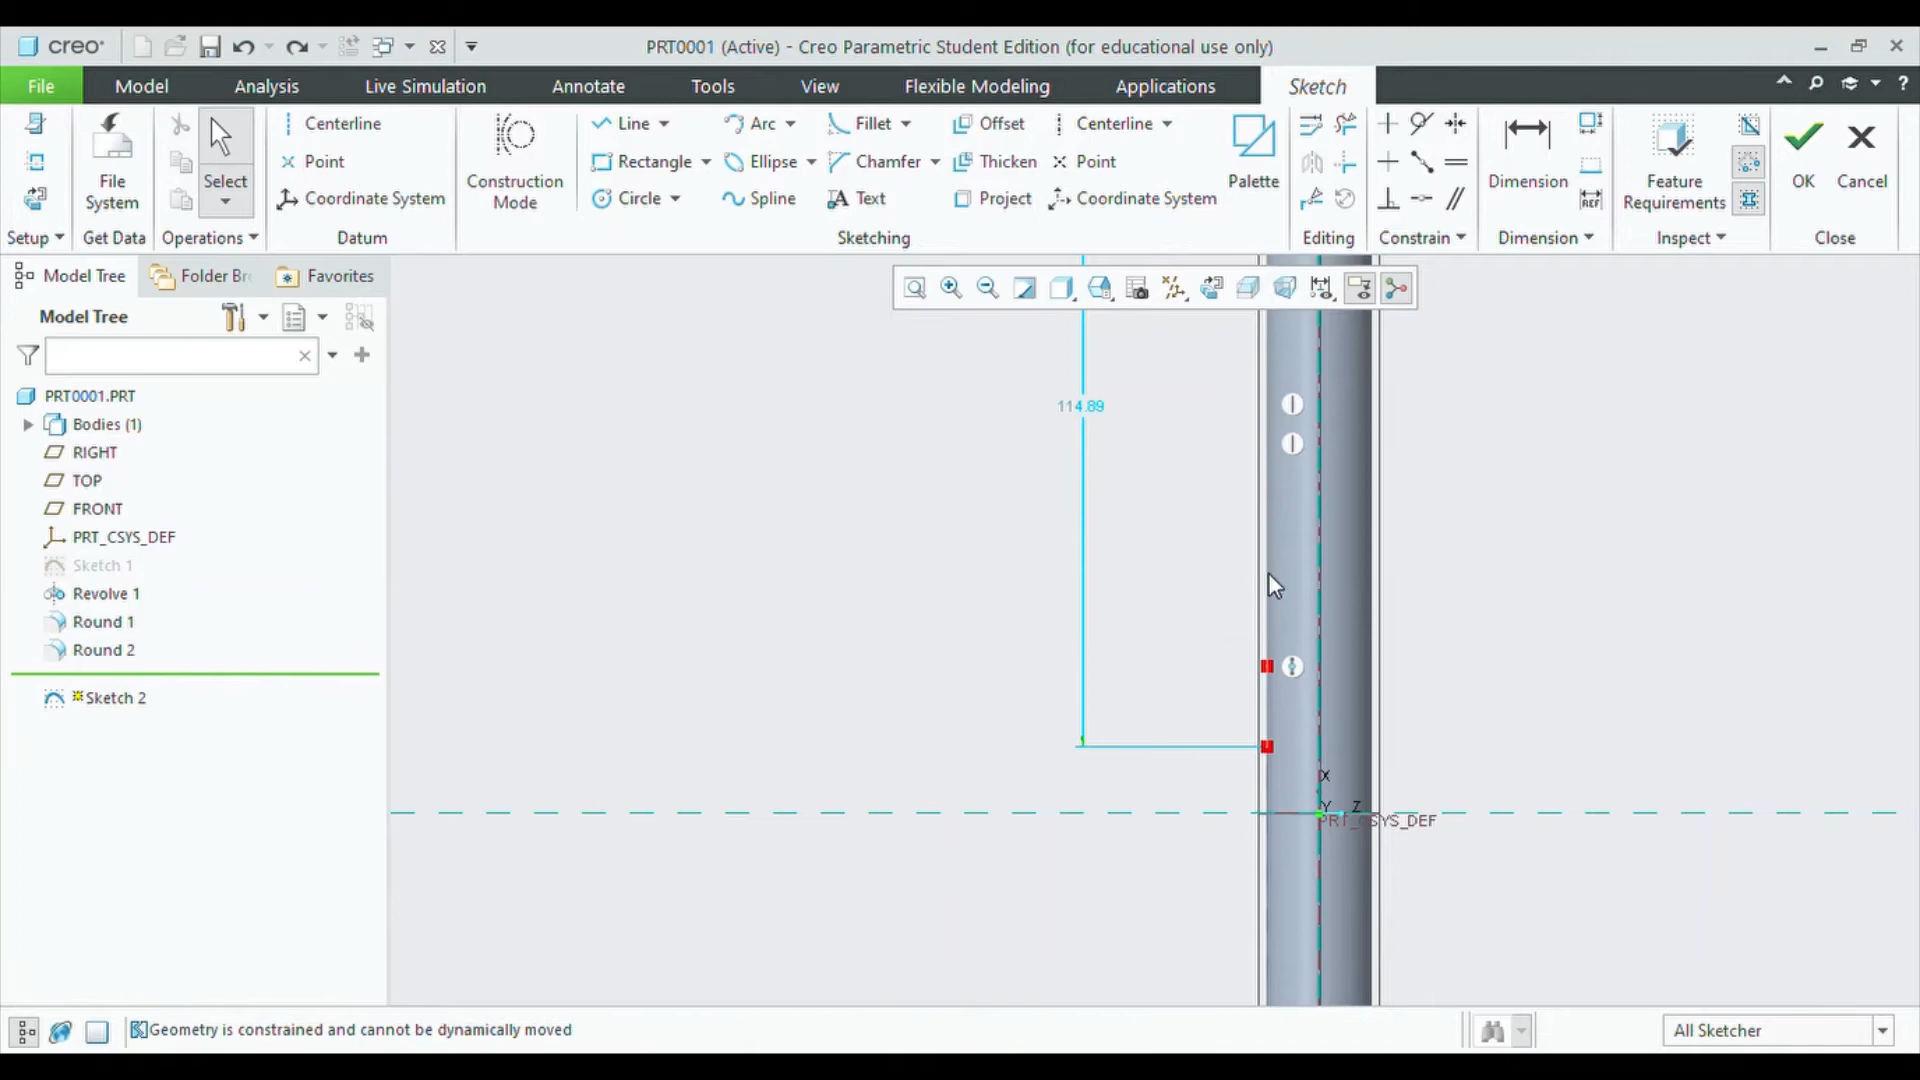 creo
PRT0001 (Active) - Creo Parametric Student Edition (for educational use only)
File Model Analysis Live Simulation Annotate Tools View Flexible Modeling Applications Sketch
Centerline Line Arc Fillet Offset Centerline
Point Rectangle Ellipse Chamfer Thicken Point
File System Select Coordinate System Construction Mode Circle Spline Text Project Coordinate System Palette Dimension REF Feature Requirements OK Cancel
Setup Get Data Operations Datum Sketching Editing Constrain Dimension Inspect Close
Model Tree Folder Br Favorites
Model Tree
PRT0001.PRT
Bodies (1)
RIGHT
TOP
FRONT
PRT_CSYS_DEF
Sketch 1
Revolve 1
Round 1
Round 2
Sketch 2
114.89
X
Y Z
PRT_CSYS_DEF
Geometry is constrained and cannot be dynamically moved
All Sketcher